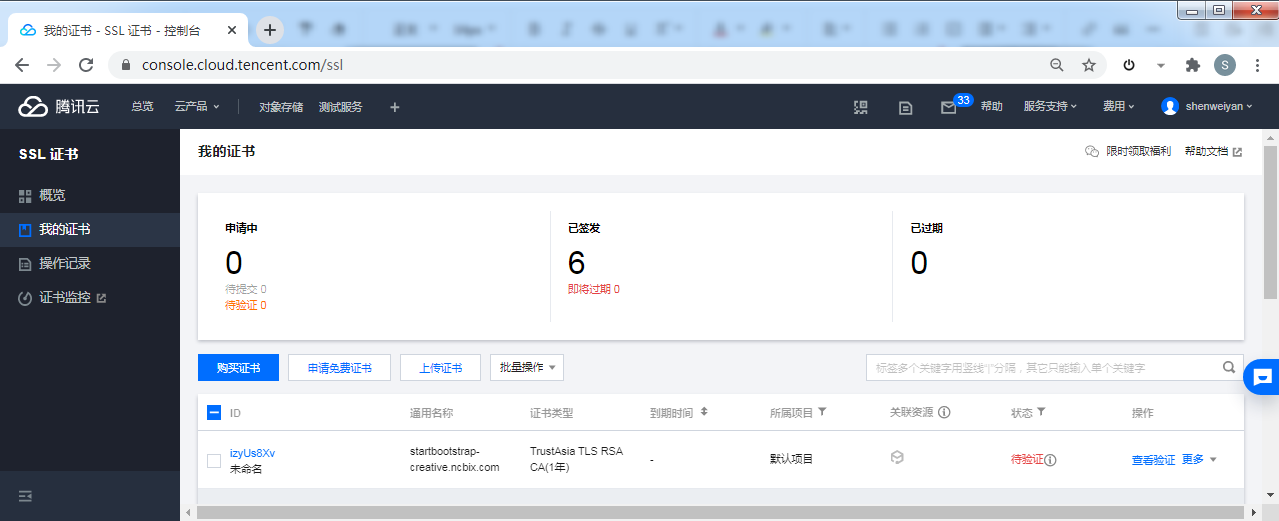 我的证书 - SSL 证书 - 控制台
console.cloud.tencent.com/ssl
S
腾讯云
总览
云产品
对象存储
测试服务
33
帮助
服务支持
费用
shenweiyan
SSL 证书
概览
我的证书
操作记录
证书监控
我的证书
限时领取福利
帮助文档
申请中
0
待提交 0
待验证 0
已签发
6
即将过期 0
已过期
0
购买证书
申请免费证书
上传证书
批量操作
标签多个关键字用竖线“|”分隔，其它只能输入单个关键字
ID
通用名称
证书类型
到期时间
所属项目
关联资源
状态
操作
izyUs8Xv
未命名
startbootstrap-
creative.ncbix.com
TrustAsia TLS RSA
CA(1年)
-
默认项目
待验证
查看验证
更多